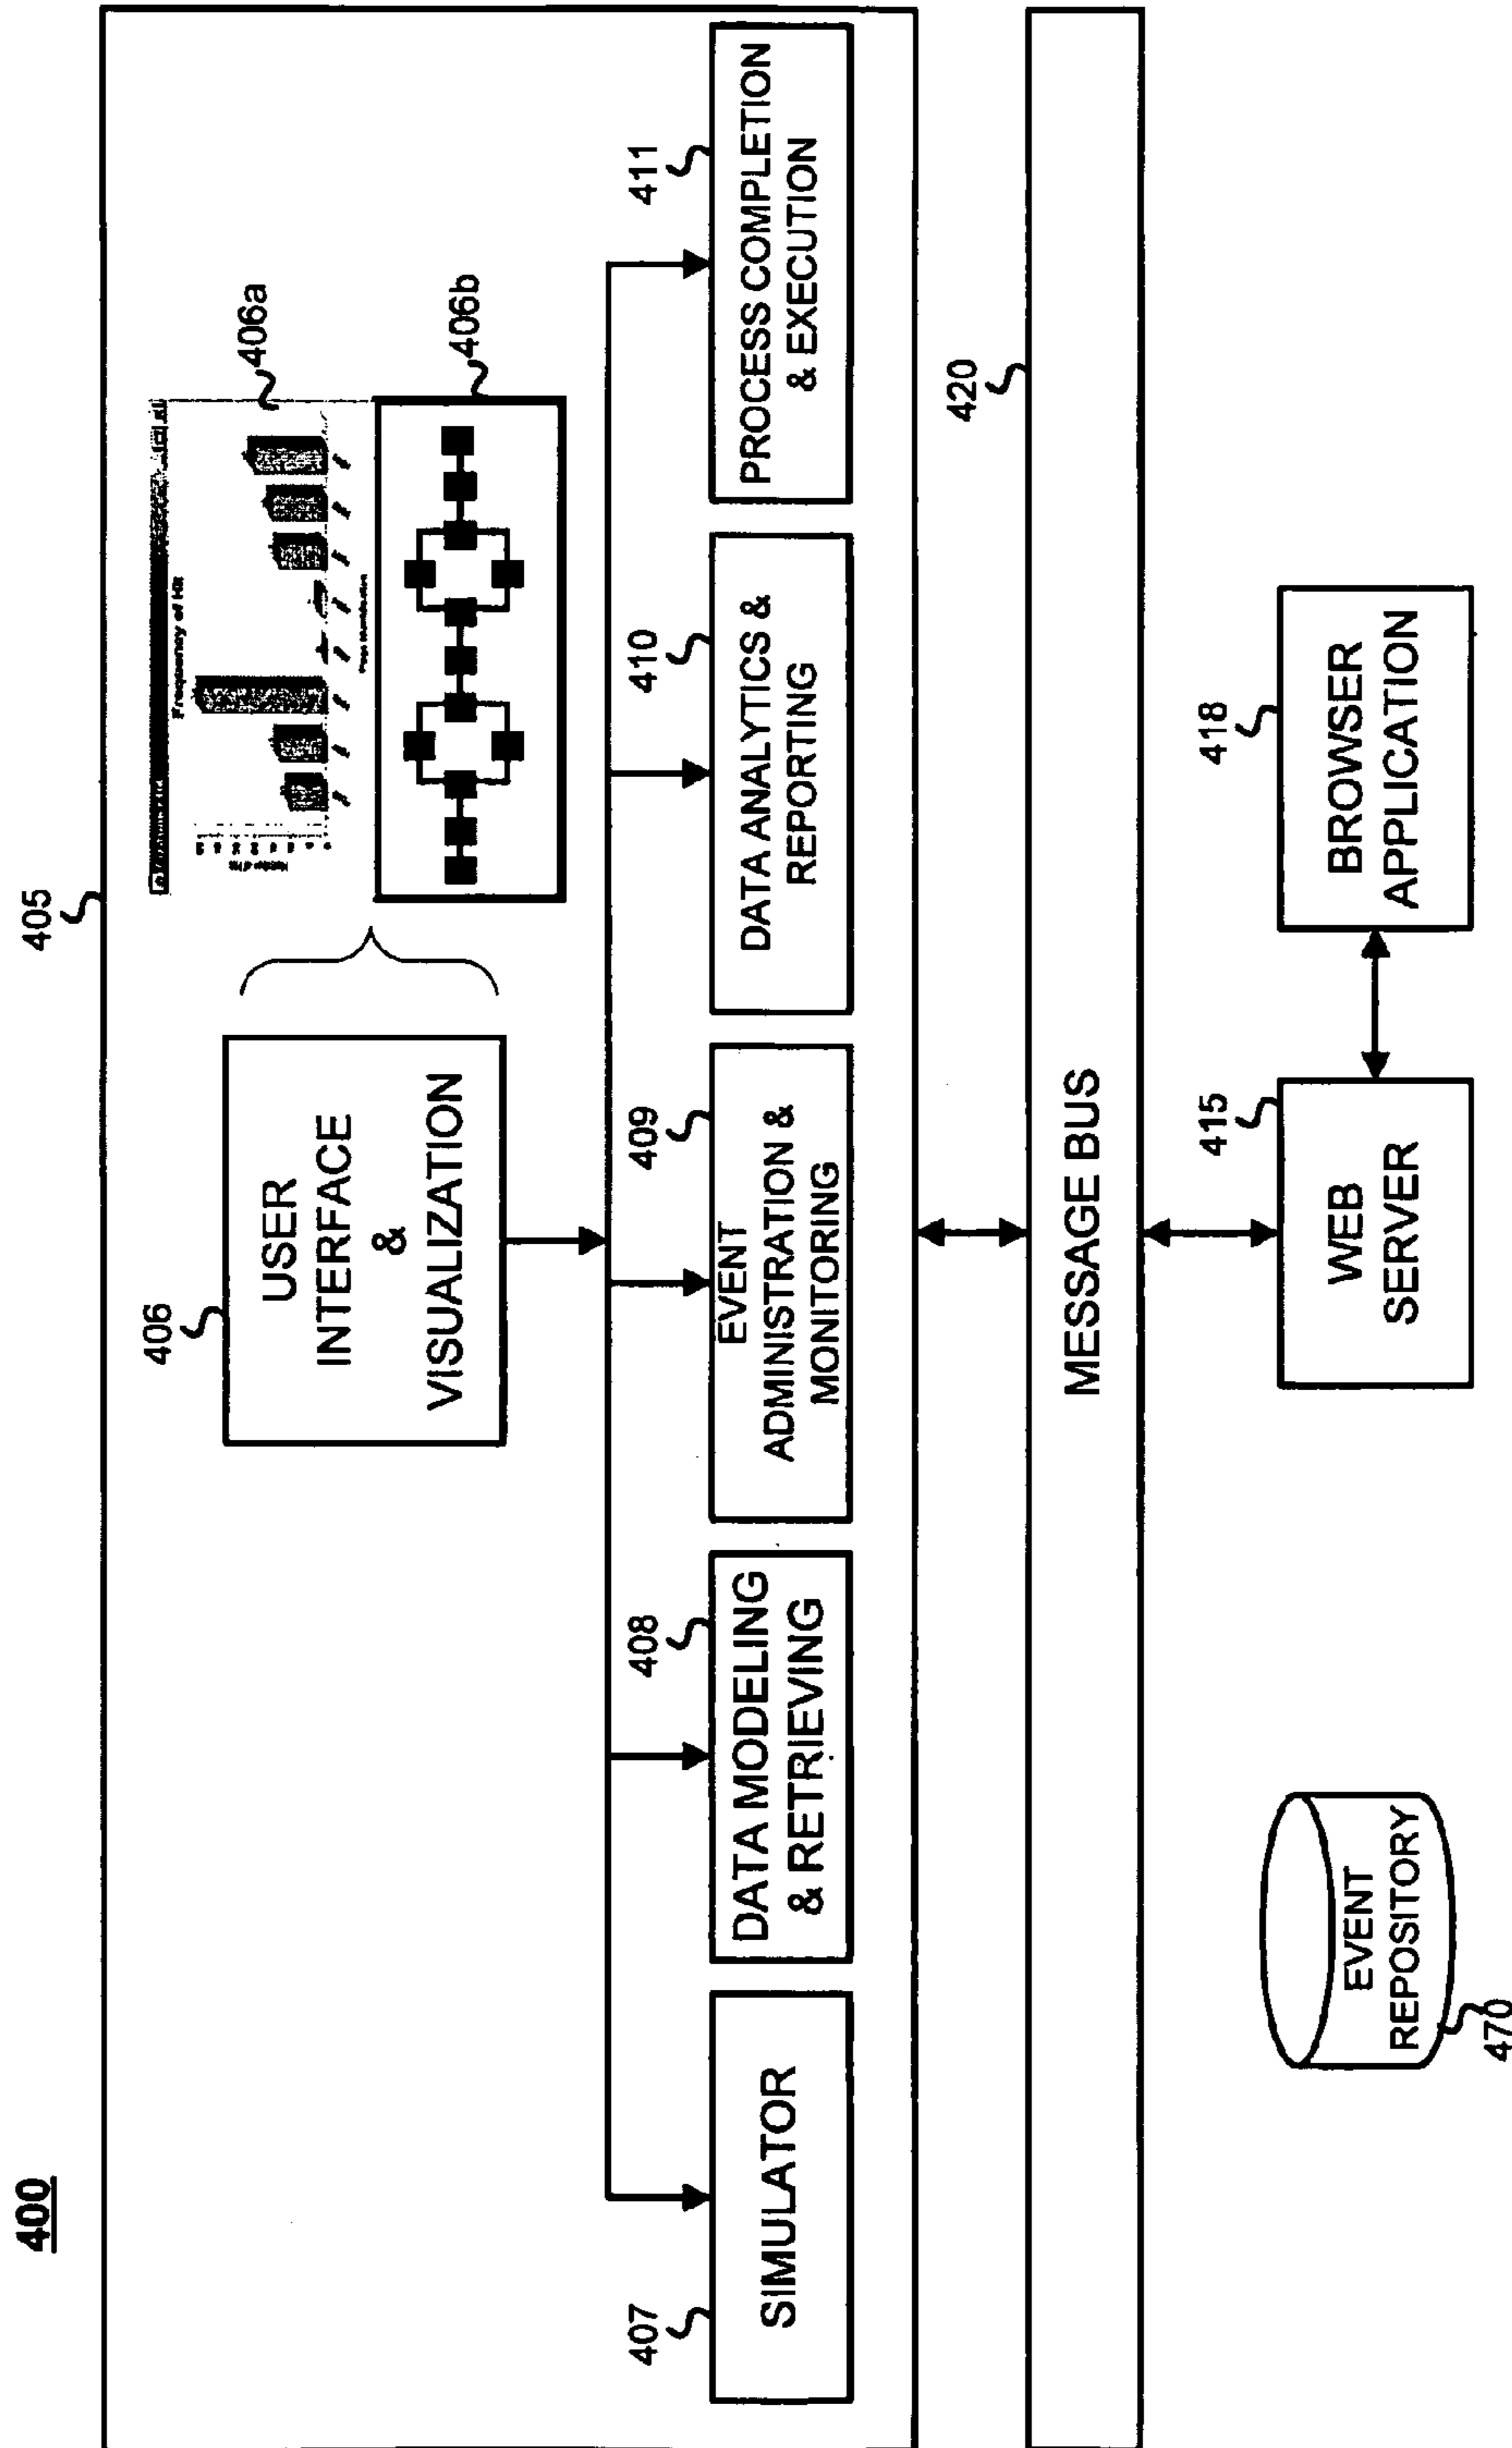 400
405
406
USER
INTERFACE
&
VISUALIZATION
Frequency of Hit
406a
406b
407
SIMULATOR
408
DATA MODELING
& RETRIEVING
409
EVENT
ADMINISTRATION &
MONITORING
410
DATA ANALYTICS &
REPORTING
411
PROCESS COMPLETION
& EXECUTION
420
MESSAGE BUS
EVENT
REPOSITORY
470
415
WEB
SERVER
418
BROWSER
APPLICATION